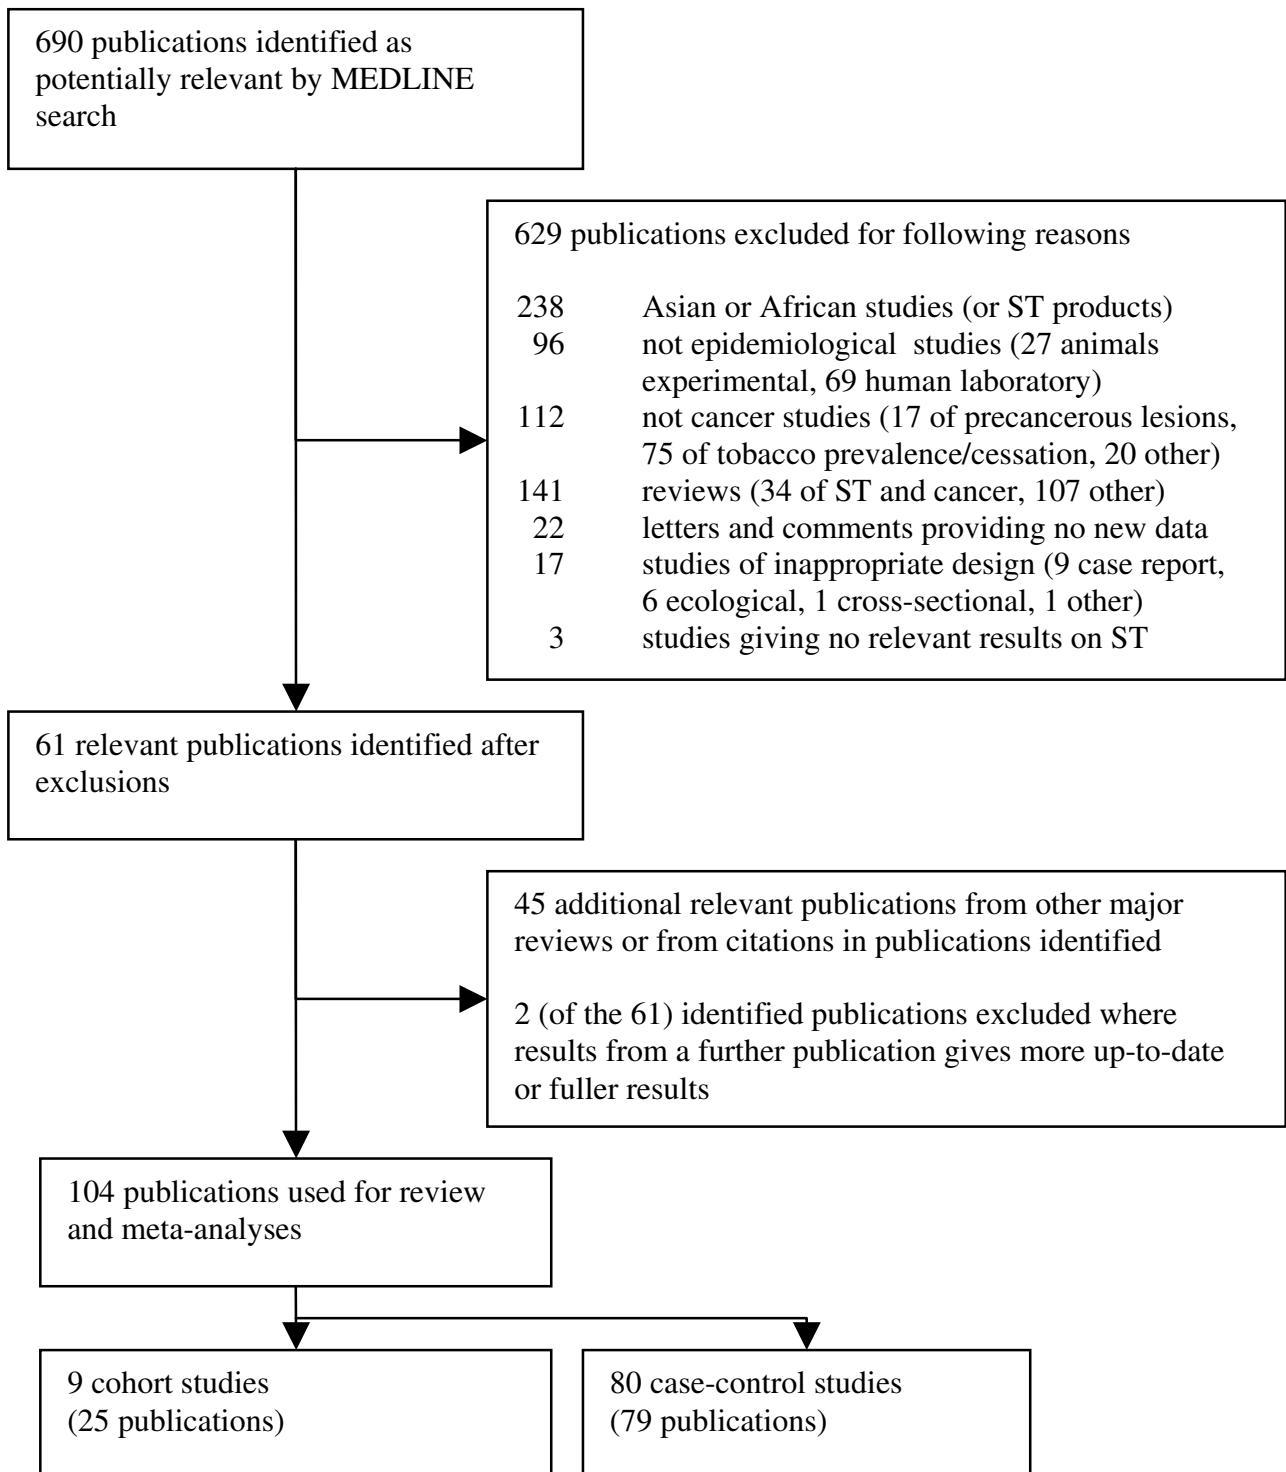 690 publications identified as
potentially relevant by MEDLINE
search
629 publications excluded for following reasons
238 Asian or African studies (or ST products)
96 not epidemiological studies (27 animals
experimental, 69 human laboratory)
112 not cancer studies (17 of precancerous lesions,
75 of tobacco prevalence/cessation, 20 other)
141 reviews (34 of ST and cancer, 107 other)
22 letters and comments providing no new data
17 studies of inappropriate design (9 case report,
6 ecological, 1 cross-sectional, 1 other)
3 studies giving no relevant results on ST
61 relevant publications identified after
exclusions
45 additional relevant publications from other major
reviews or from citations in publications identified
2 (of the 61) identified publications excluded where
results from a further publication gives more up-to-date
or fuller results
104 publications used for review
and meta-analyses
9 cohort studies
(25 publications)
80 case-control studies
(79 publications)